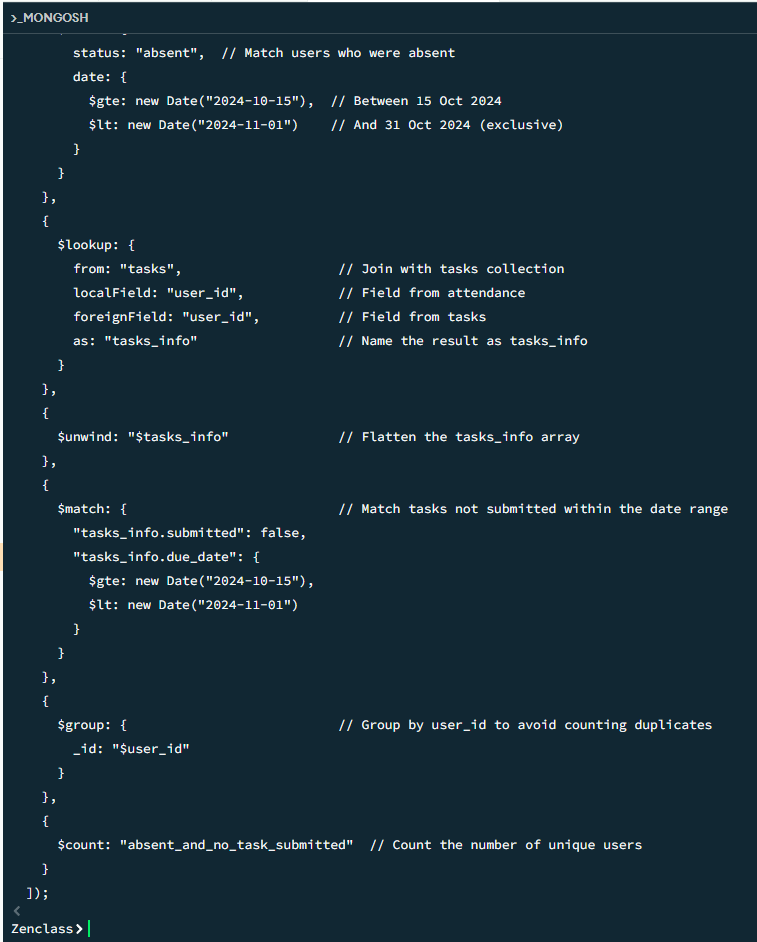 >_MONGOSH
status: "absent",  // Match users who were absent
date: {
$gte: new Date("2024-10-15"),  // Between 15 Oct 2024
$lt: new Date("2024-11-01")    // And 31 Oct 2024 (exclusive)
}
}
},
{
$lookup: {
from: "tasks",                    // Join with tasks collection
localField: "user_id",            // Field from attendance
foreignField: "user_id",          // Field from tasks
as: "tasks_info"                  // Name the result as tasks_info
}
},
{
$unwind: "$tasks_info"              // Flatten the tasks_info array
},
{
$match: {                           // Match tasks not submitted within the date range
"tasks_info.submitted": false,
"tasks_info.due_date": {
$gte: new Date("2024-10-15"),
$lt: new Date("2024-11-01")
}
}
},
{
$group: {                           // Group by user_id to avoid counting duplicates
_id: "$user_id"
}
},
{
$count: "absent_and_no_task_submitted"  // Count the number of unique users
}
]);
<
Zenclass>